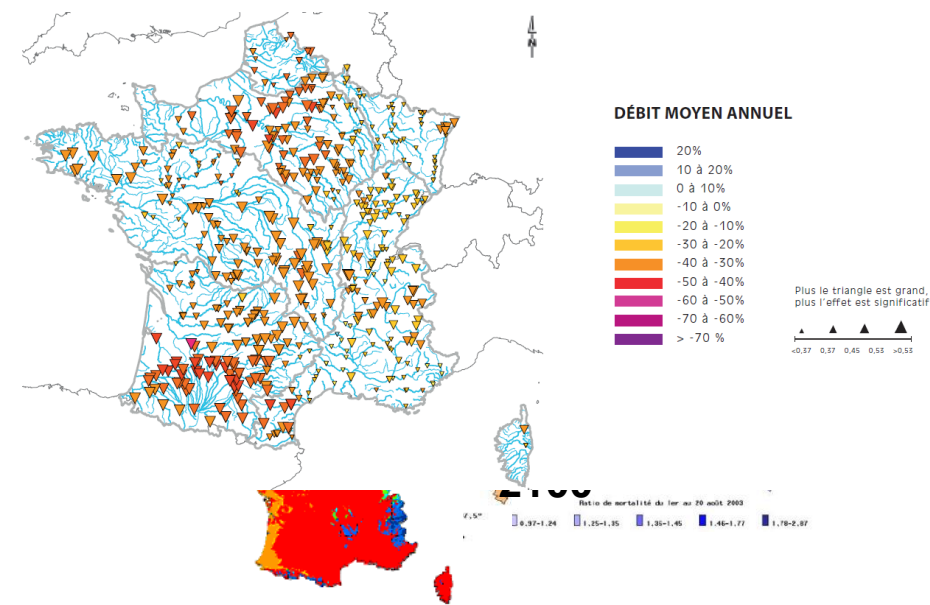 N
DÉBIT MOYEN ANNUEL
20%
10 à 20%
0 à 10%
-10 à 0%
-20 à -10%
-30 à -20%
-40 à -30%
-50 à -40%
-60 à -50%
-70 à -60%
> -70 %
Plus le triangle est grand,
plus l'effet est significatif
<0,37 0,37 0,45 0,53 >0,53
Ratio de mortalité du 1er au 20 août 2003
0.97-1.24 1.25-1.35 1.36-1.45 1.46-1.77 1.78-2.87